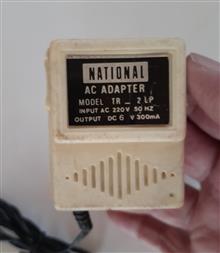 NATIONAL
AC ADAPTER
MODEL TR - 2 LP
INPUT AC 220V 50 HZ
OUTPUT DC 6 V 300mA